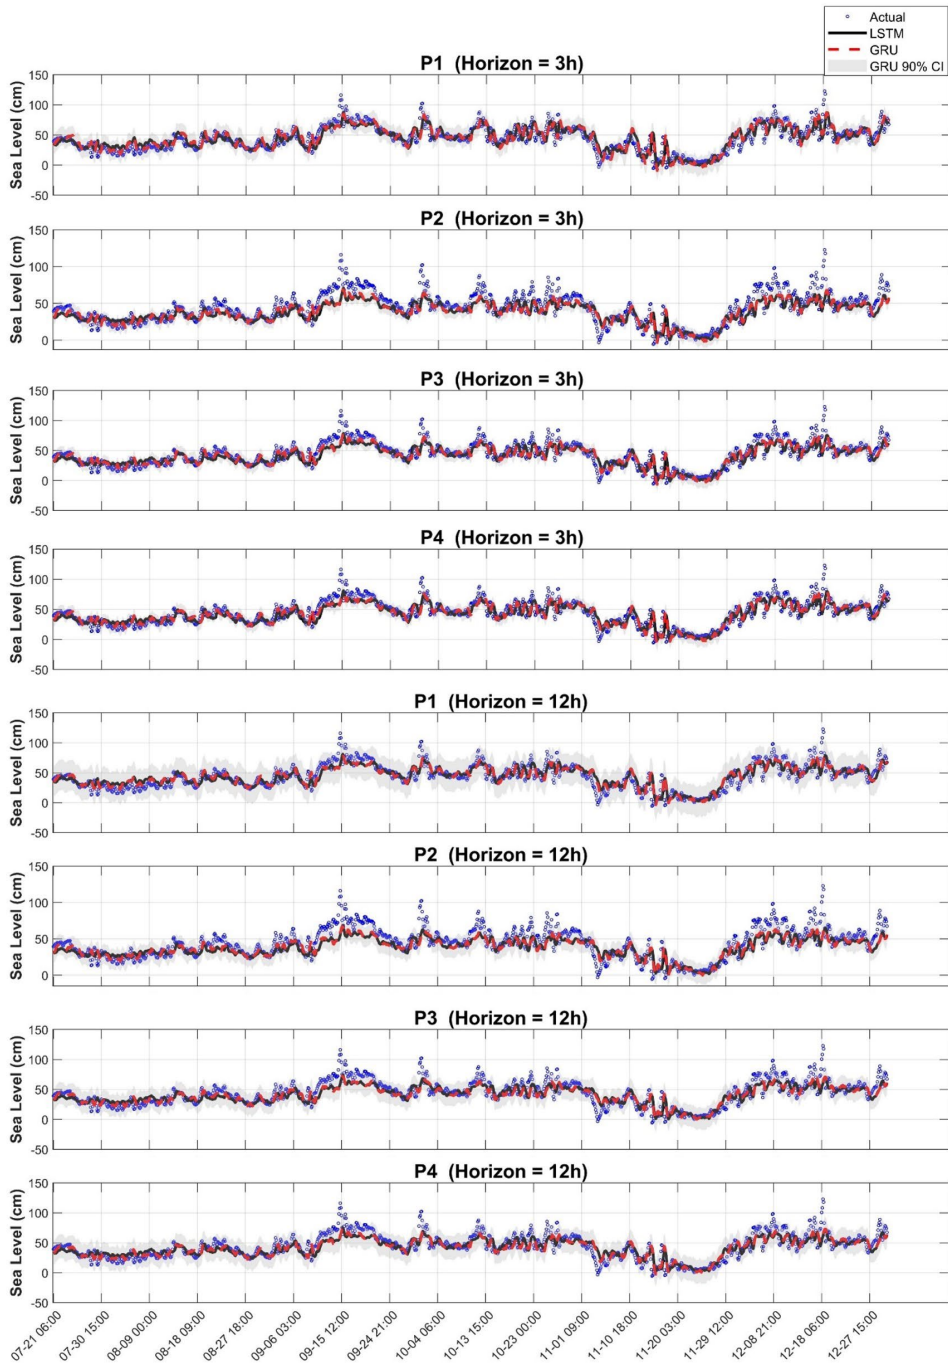 Actual
LSTM
GRU
GRU 90% CI
P1 (Horizon = 3h)
Sea Level (cm)
150
100
50
0
-50
P2 (Horizon = 3h)
Sea Level (cm)
150
100
50
0
P3 (Horizon = 3h)
Sea Level (cm)
150
100
50
0
-50
P4 (Horizon = 3h)
Sea Level (cm)
150
100
50
0
-50
P1 (Horizon = 12h)
Sea Level (cm)
150
100
50
0
-50
P2 (Horizon = 12h)
Sea Level (cm)
150
100
50
0
P3 (Horizon = 12h)
Sea Level (cm)
150
100
50
0
-50
P4 (Horizon = 12h)
Sea Level (cm)
150
100
50
0
-50
07-21 06:00
07-30 15:00
08-09 00:00
08-18 09:00
08-27 18:00
09-06 03:00
09-15 12:00
09-24 21:00
10-04 06:00
10-13 15:00
10-23 00:00
11-01 09:00
11-10 18:00
11-20 03:00
11-29 12:00
12-08 21:00
12-18 06:00
12-27 15:00